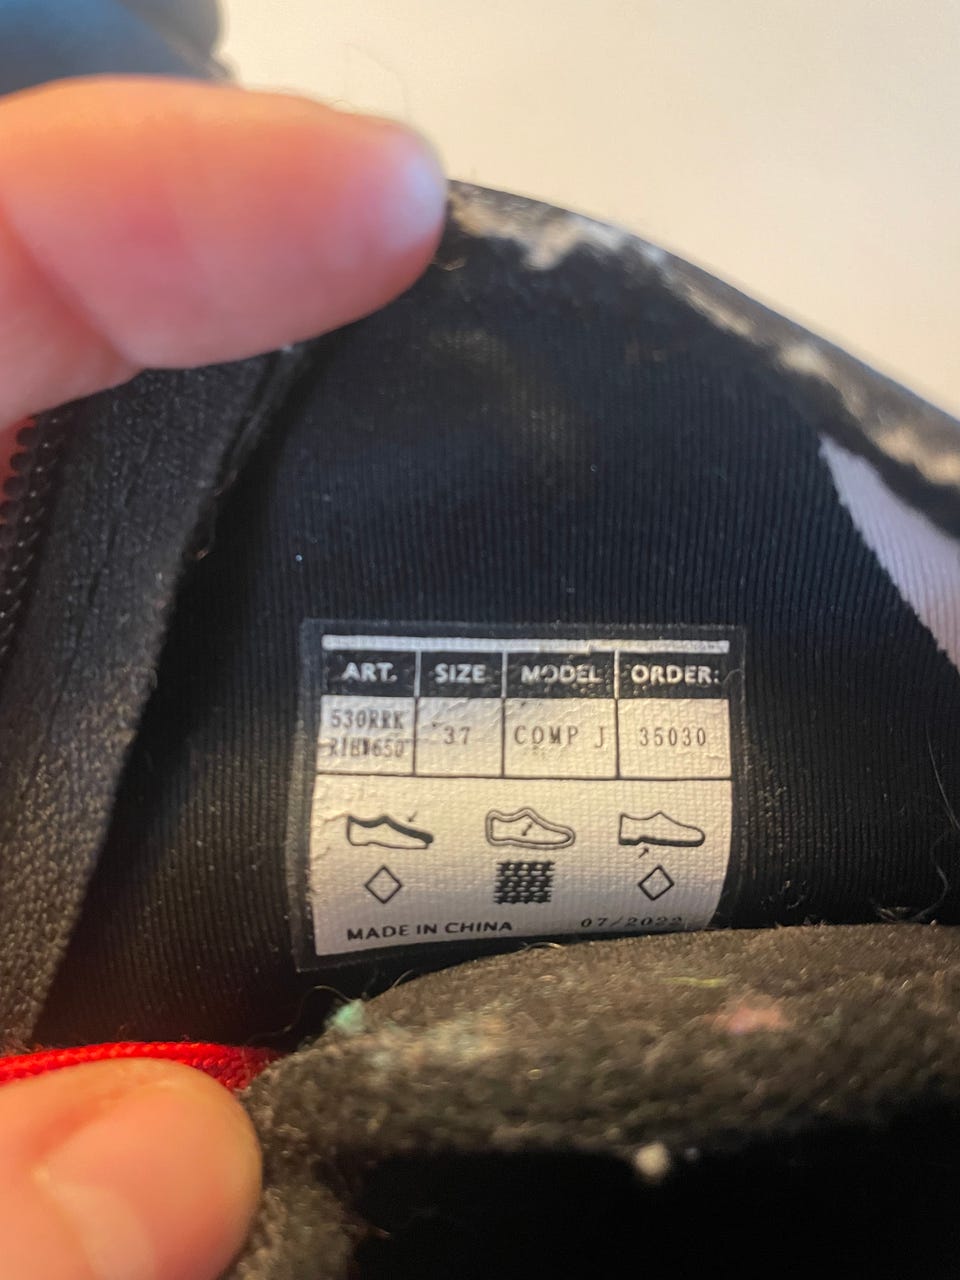 ART. SIZE MODEL ORDER:
530RRK
37 COMP J 35030
MADE IN CHINA 07/2022